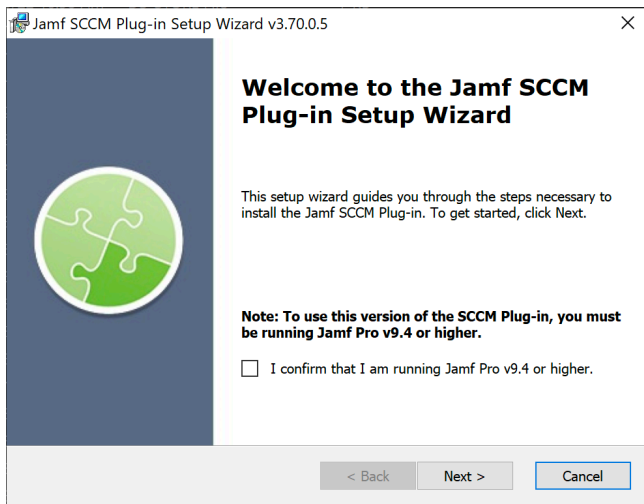 Jamf SCCM Plug-in Setup Wizard v3.70.0.5
Welcome to the Jamf SCCM
Plug-in Setup Wizard
This setup wizard guides you through the steps necessary to
install the Jamf SCCM Plug-in. To get started, click Next.
Note: To use this version of the SCCM Plug-in, you must
be running Jamf Pro v9.4 or higher.
I confirm that I am running Jamf Pro v9.4 or higher.
< Back Next > Cancel